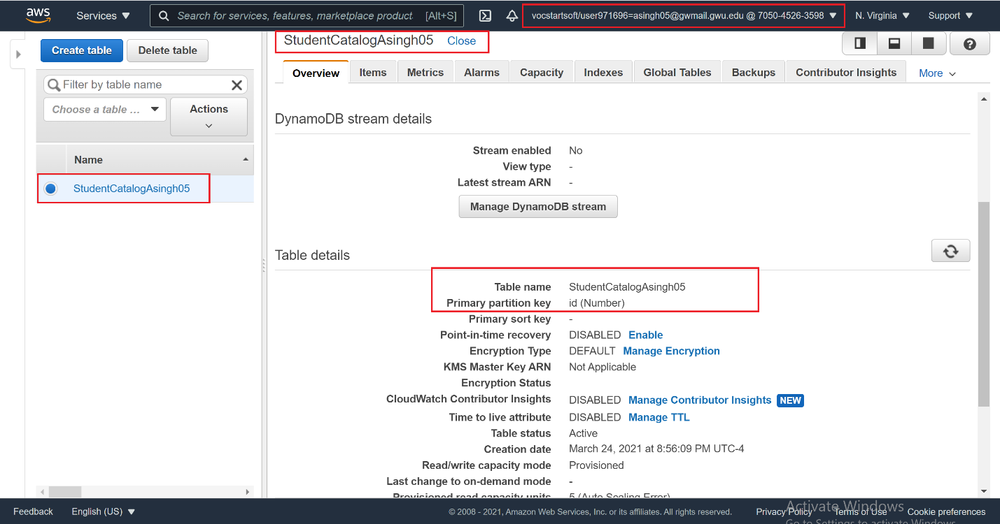 aws Services Search for services, features, marketplace product. [Alt+S] vocstartsoft/user971696=asingh05@gwmail.gwu.edu @ 7050-4526-3598 N. Virginia Support
Create table Delete table
Filter by table name
Choose a table ... Actions
Name
StudentCatalogAsingh05
StudentCatalogAsingh05 Close
Overview Items Metrics Alarms Capacity Indexes Global Tables Backups Contributor Insights More
DynamoDB stream details
Stream enabled No
View type -
Latest stream ARN -
Manage DynamoDB stream
Table details
Table name StudentCatalogAsingh05
Primary partition key id (Number)
Primary sort key -
Point-in-time recovery DISABLED Enable
Encryption Type DEFAULT Manage Encryption
KMS Master Key ARN Not Applicable
Encryption Status
CloudWatch Contributor Insights DISABLED Manage Contributor Insights NEW
Time to live attribute DISABLED Manage TTL
Table status Active
Creation date March 24, 2021 at 8:56:09 PM UTC-4
Read/write capacity mode Provisioned
Last change to on-demand mode -
Provisioned read capacity units 5 (Auto Scaling Error)
Activate Windows
Go to Settings to activate Windows.
Feedback English (US) © 2008 - 2021, Amazon Web Services, Inc. or its affiliates. All rights reserved. Privacy Policy Terms of Use Cookie preferences